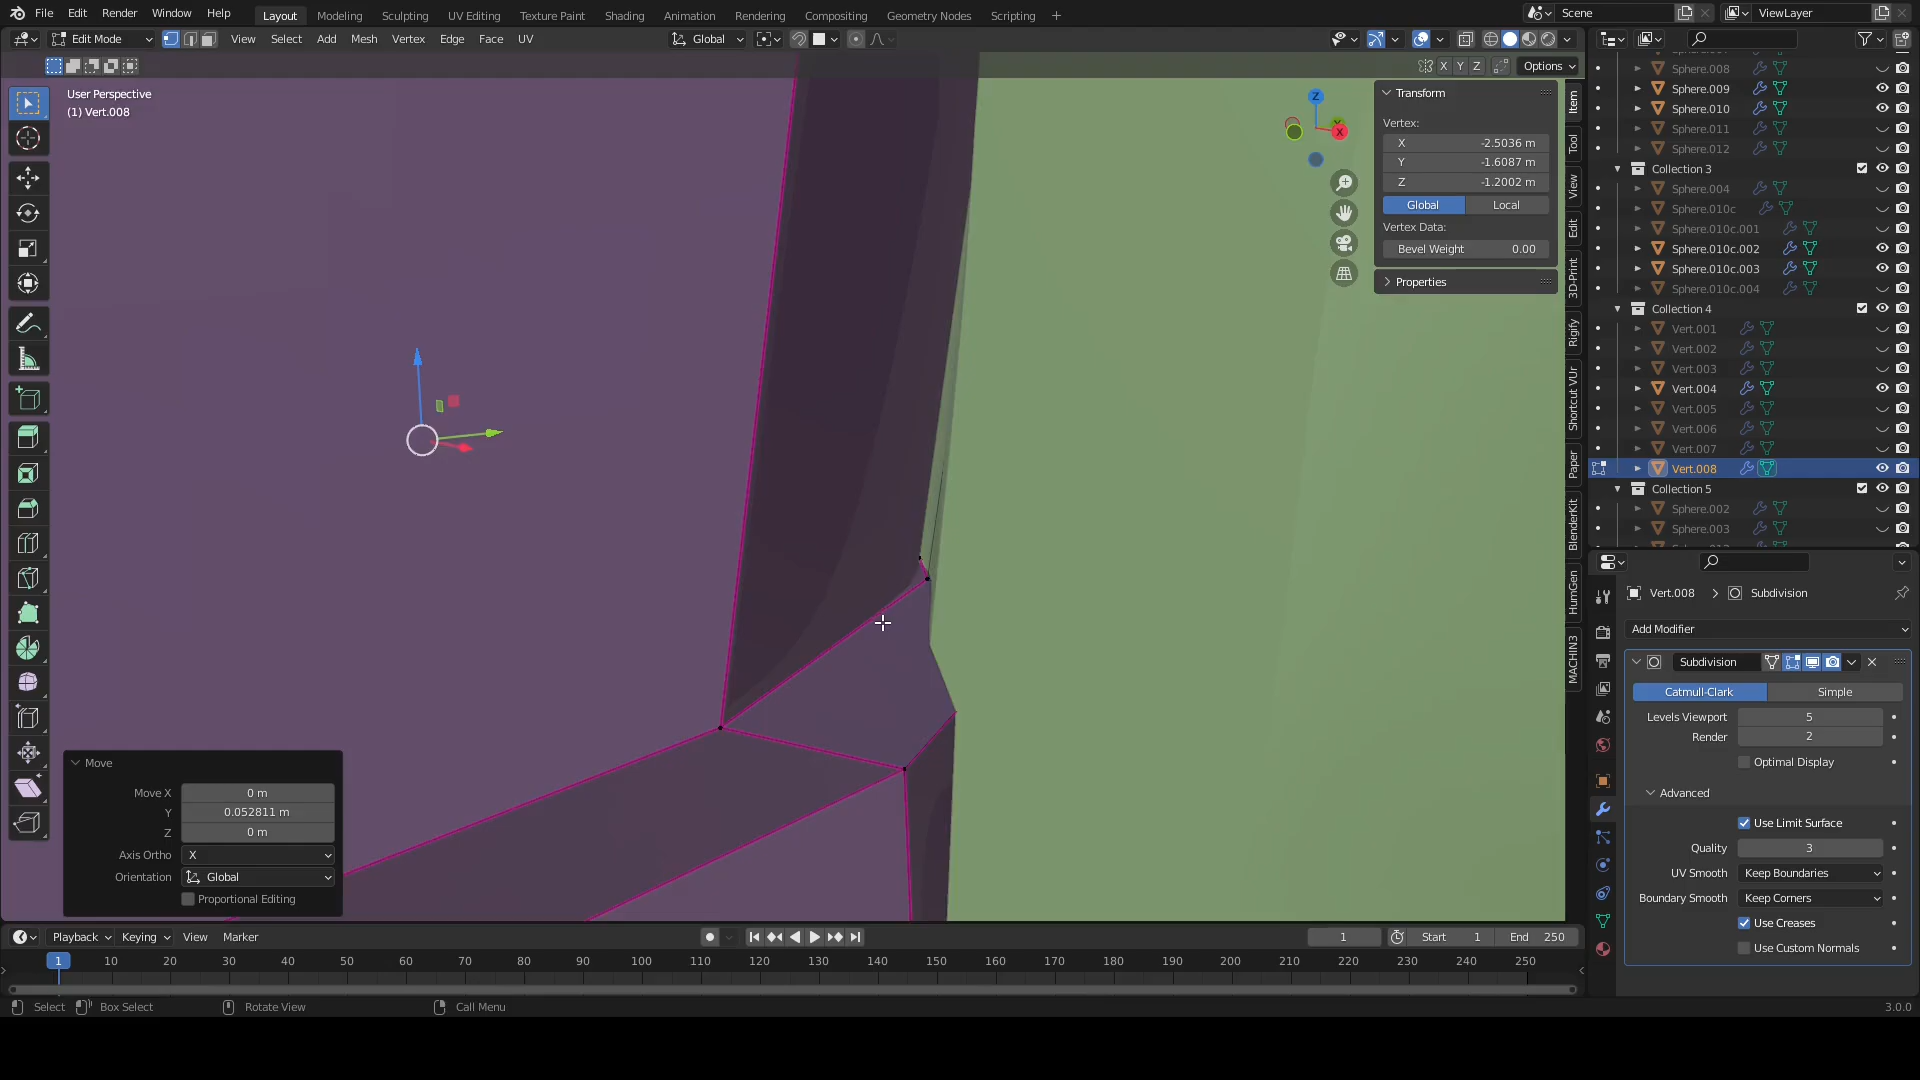 File Edit Render Window Help Layout Modeling Sculpting UV Editing Texture Paint Shading Animation Rendering Compositing Geometry Nodes Scripting + Scene ViewLayer
Edit Mode View Select Add Mesh Vertex Edge Face UV Global
X Y Z Options
User Perspective
(1) Vert.008
Z
X
Transform
Vertex:
X -2.5036 m
Y -1.6087 m
Z -1.2002 m
Global Local
Vertex Data:
Bevel Weight 0.00
Properties
Item
Tool
View
Edit
3D-Print
Rigify
Shortcut VUr
Paper
BlenderKit
HumGen
MACHIN3
Sphere.008
Sphere.009
Sphere.010
Sphere.011
Sphere.012
Collection 3
Sphere.004
Sphere.010c
Sphere.010c.001
Sphere.010c.002
Sphere.010c.003
Sphere.010c.004
Collection 4
Vert.001
Vert.002
Vert.003
Vert.004
Vert.005
Vert.006
Vert.007
Vert.008
Collection 5
Sphere.002
Sphere.003
Vert.008 > Subdivision
Add Modifier
Subdivision
Catmull-Clark Simple
Levels Viewport 5
Render 2
Optimal Display
Advanced
Use Limit Surface
Quality 3
UV Smooth Keep Boundaries
Boundary Smooth Keep Corners
Use Creases
Use Custom Normals
Move
Move X 0 m
Y 0.052811 m
Z 0 m
Axis Ortho X
Orientation Global
Proportional Editing
Playback Keying View Marker 1 Start 1 End 250
1 10 20 30 40 50 60 70 80 90 100 110 120 130 140 150 160 170 180 190 200 210 220 230 240 250
Select Box Select Rotate View Call Menu 3.0.0